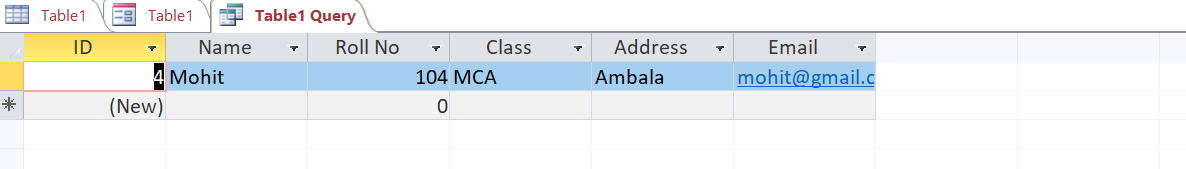 Table1 Table1 Table1 Query
ID Name Roll No Class Address Email
4 Mohit 104 MCA Ambala mohit@gmail.c
(New) 0